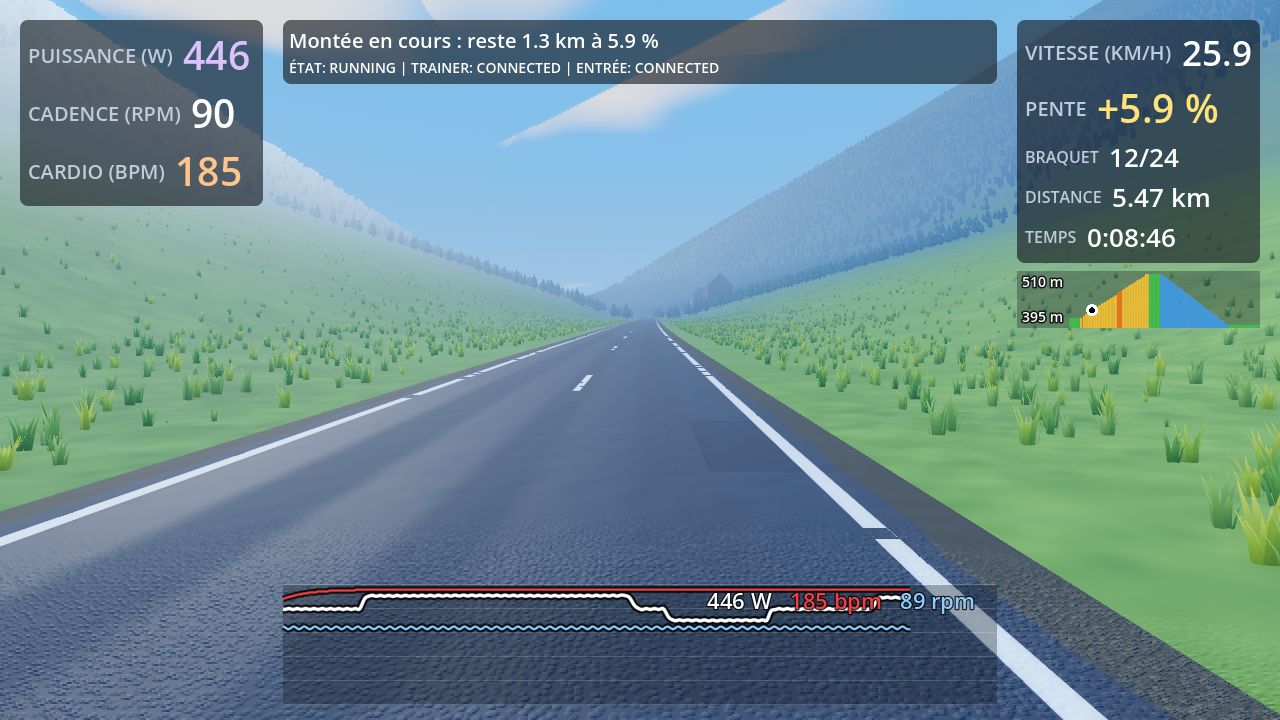 PUISSANCE (W) 446
CADENCE (RPM) 90
CARDIO (BPM) 185
Montée en cours : reste 1.3 km à 5.9 %
ÉTAT: RUNNING | TRAINER: CONNECTED | ENTRÉE: CONNECTED
VITESSE (KM/H) 25.9
PENTE +5.9 %
BRAQUET 12/24
DISTANCE 5.47 km
TEMPS 0:08:46
510 m
395 m
446 W 185 bpm 89 rpm